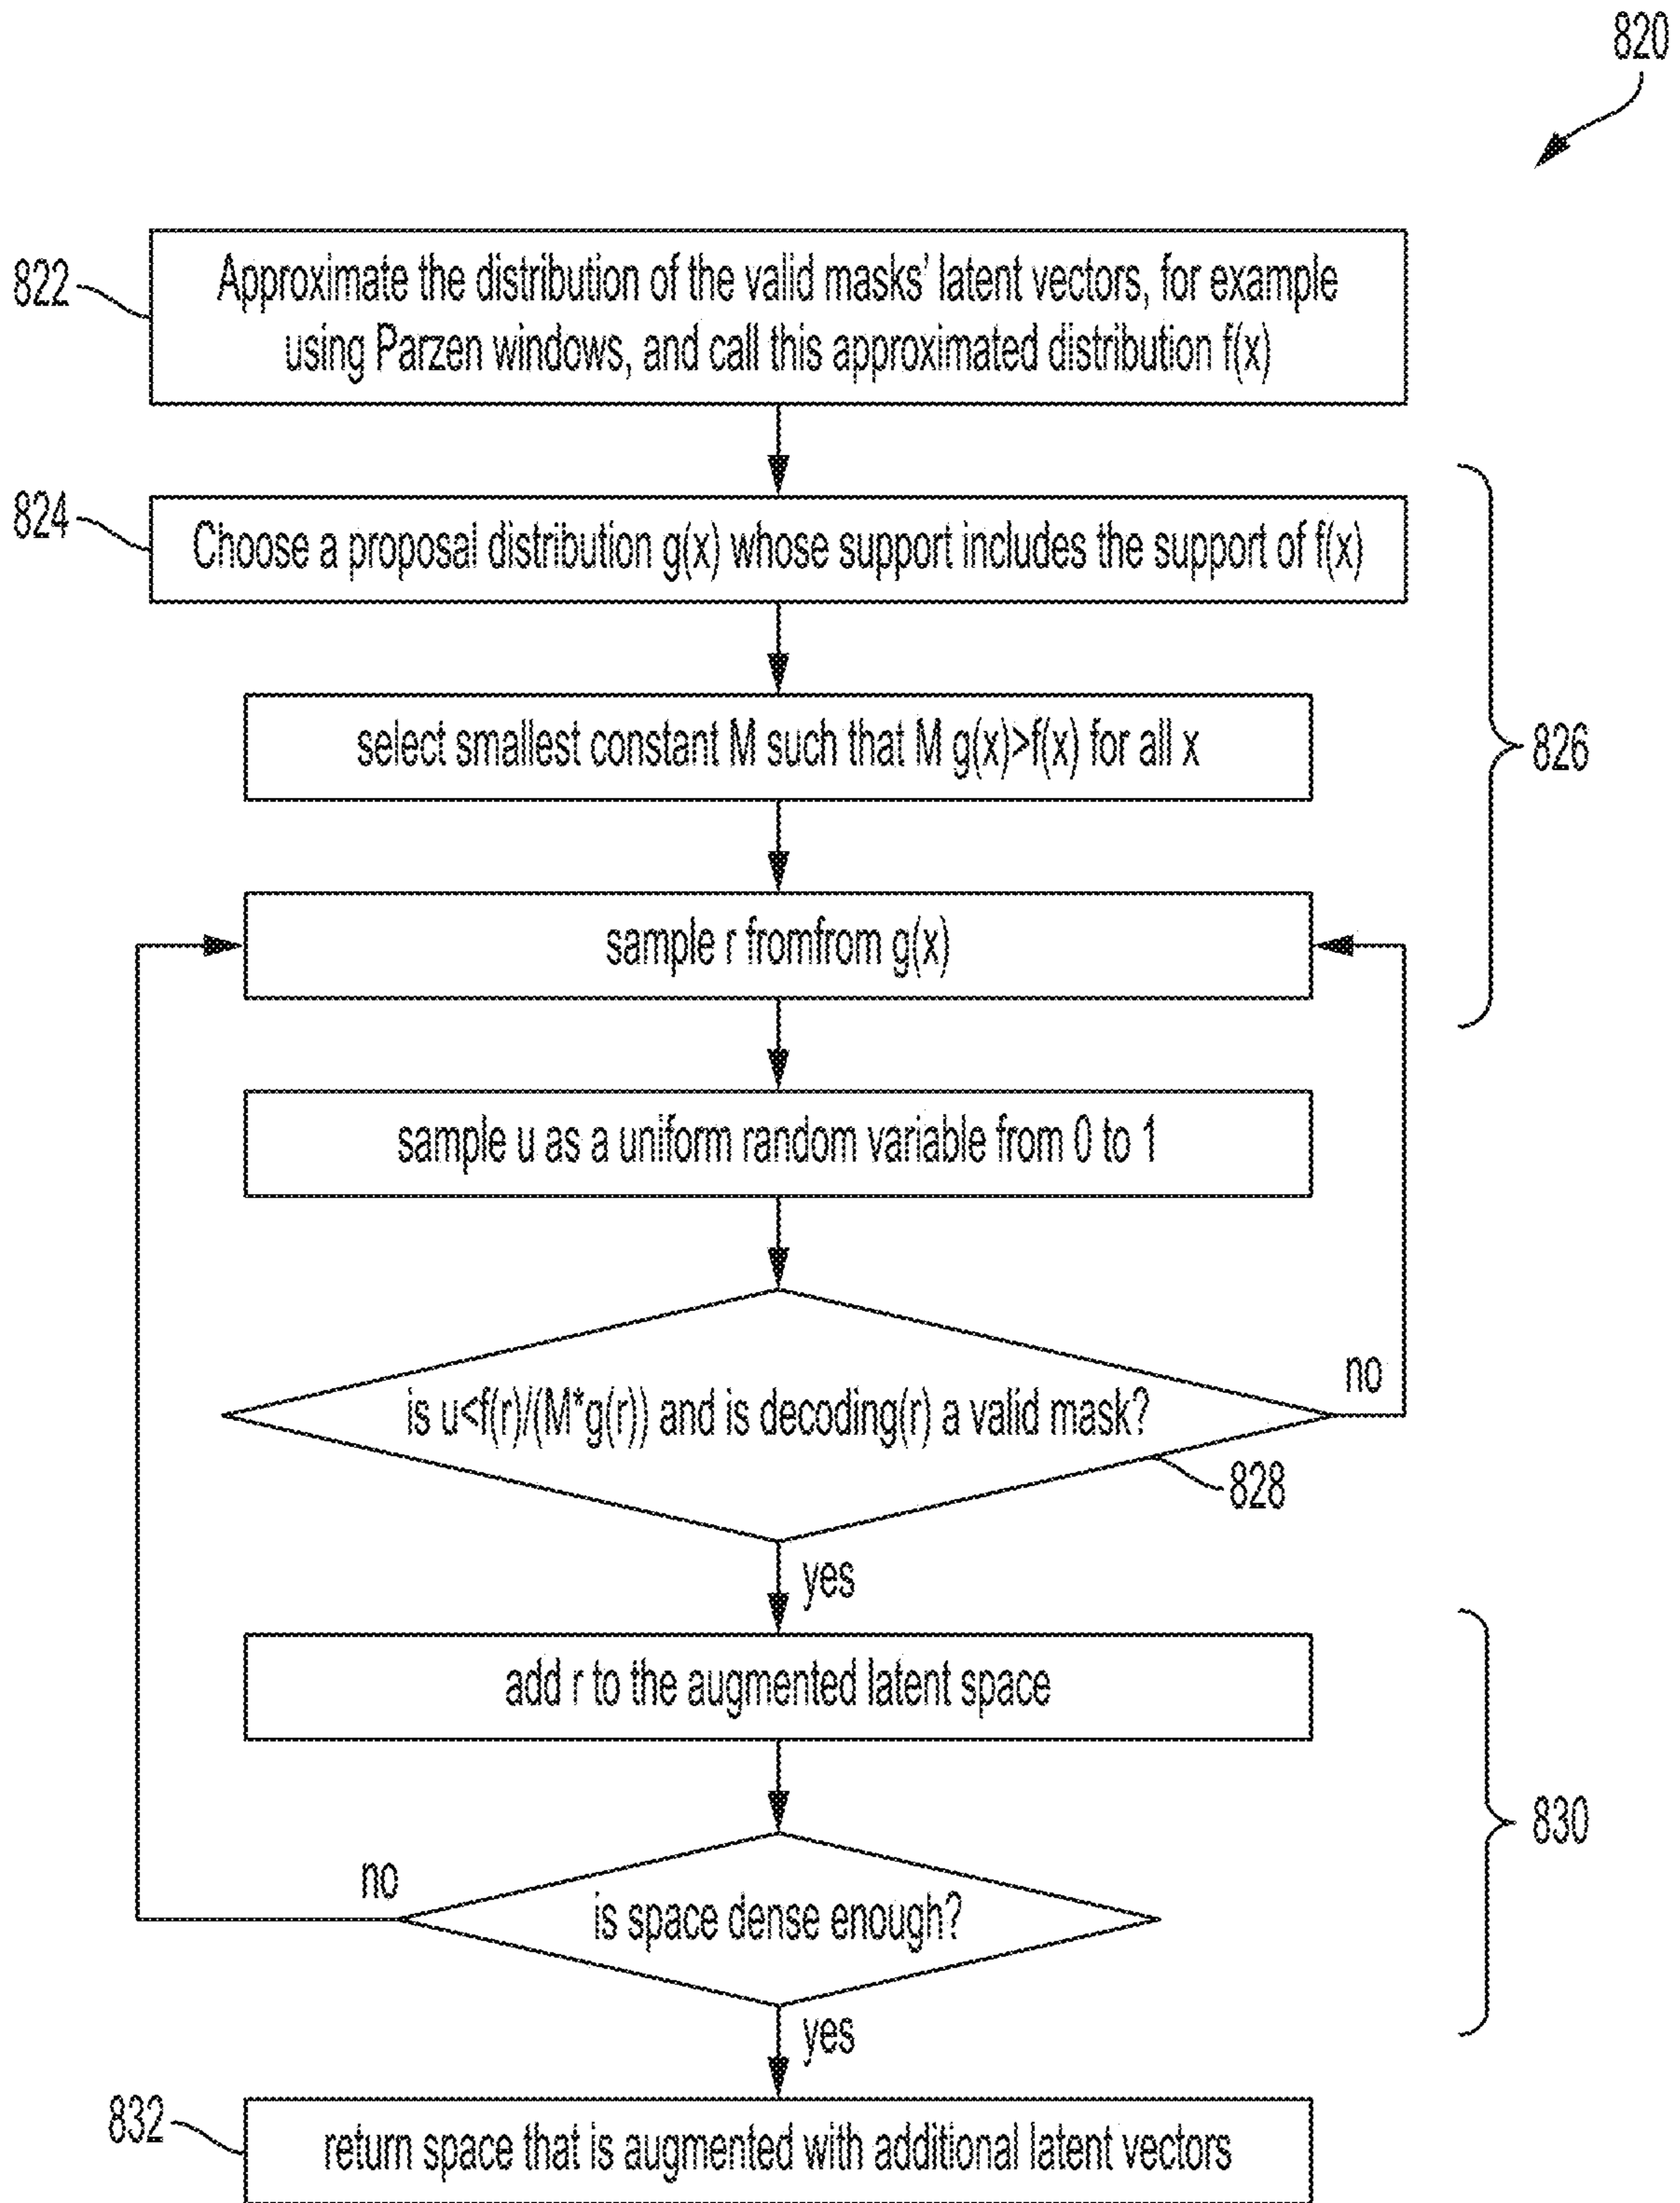 820
822
Approximate the distribution of the valid masks' latent vectors, for example
using Parzen windows, and call this approximated distribution f(x)
824
Choose a proposal distribution g(x) whose support includes the support of f(x)
select smallest constant M such that M g(x)>f(x) for all x
826
sample r fromfrom g(x)
sample u as a uniform random variable from 0 to 1
is u<f(r)/(M*g(r)) and is decoding(r) a valid mask?
no
828
yes
add r to the augmented latent space
830
no
is space dense enough?
yes
832
return space that is augmented with additional latent vectors